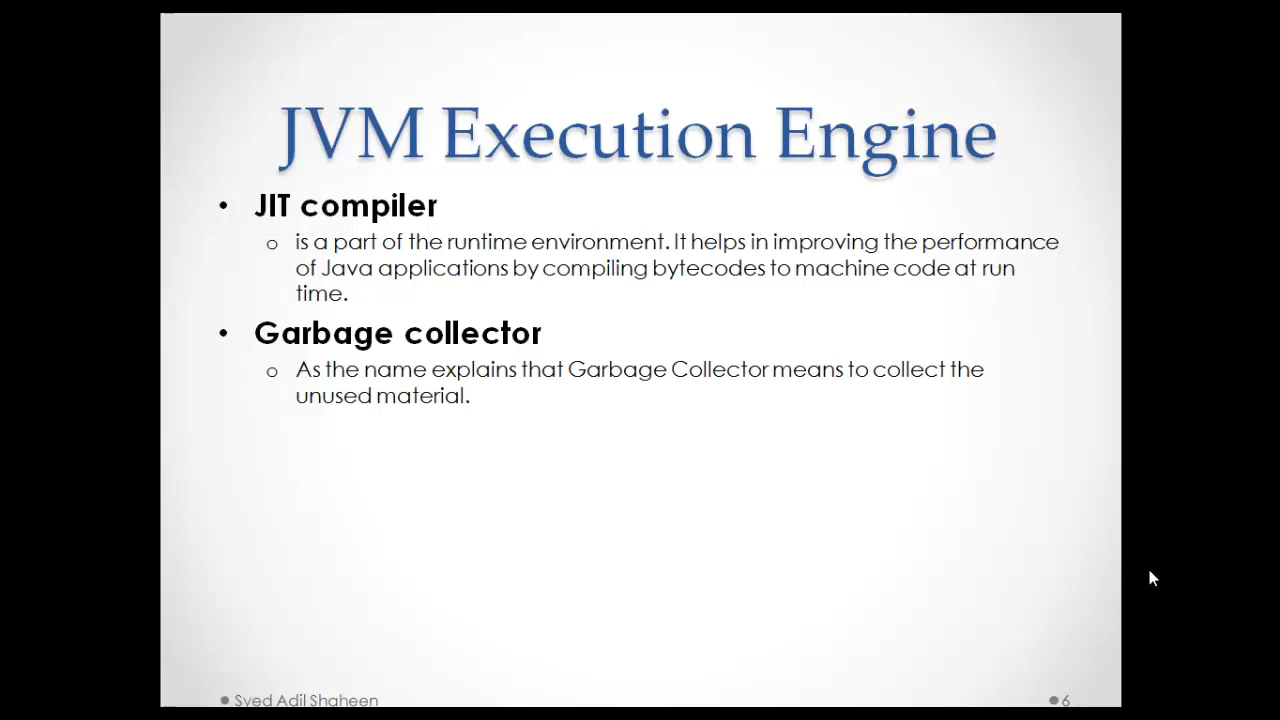 JVM Execution Engine
• JIT compiler
o is a part of the runtime environment. It helps in improving the performance
of Java applications by compiling bytecodes to machine code at run
time.
• Garbage collector
o As the name explains that Garbage Collector means to collect the
unused material.
Syed Adil Shaheen
6